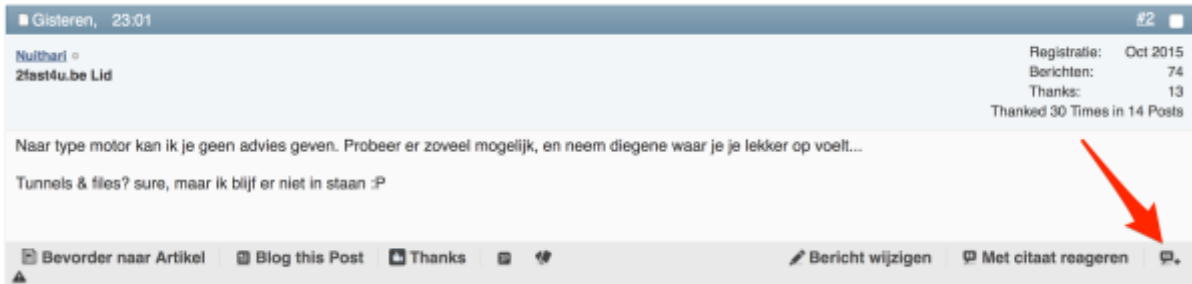 Gisteren, 23:01 #2
Nuithari
2fast4u.be Lid
Registratie: Oct 2015
Berichten: 74
Thanks: 13
Thanked 30 Times in 14 Posts
Naar type motor kan ik je geen advies geven. Probeer er zoveel mogelijk, en neem diegene waar je je lekker op voelt...
Tunnels & files? sure, maar ik blijf er niet in staan :P
Bevorder naar Artikel Blog this Post Thanks Bericht wijzigen Met citaat reageren